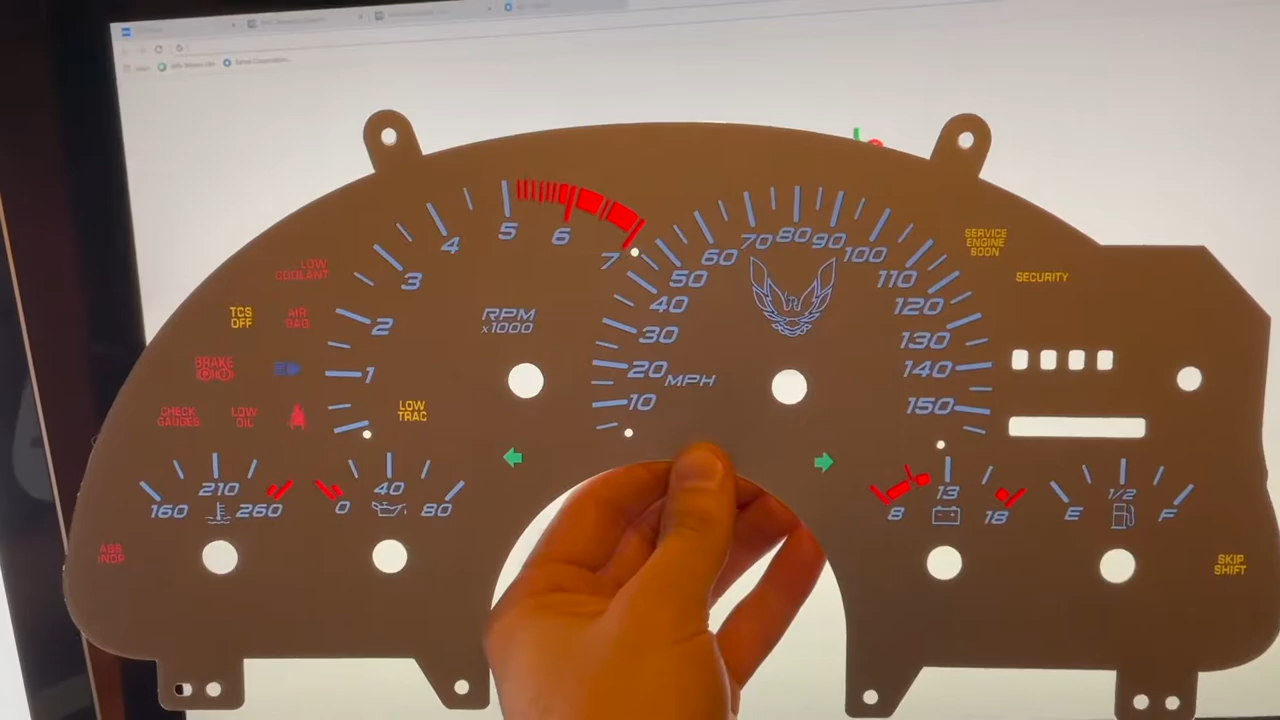 5
6
7
4
3
2
1
RPM
x1000
LOW
COOLANT
TCS
OFF
AIR
BAG
BRAKE
CHECK
GAUGES
LOW
OIL
LOW
TRAC
10
20
30
40
50
60
70
80
90
100
110
120
130
140
150
MPH
SERVICE
ENGINE
SOON
SECURITY
160
210
260
0
40
80
8
13
18
E
1/2
F
ABS
INOP
SKIP
SHIFT